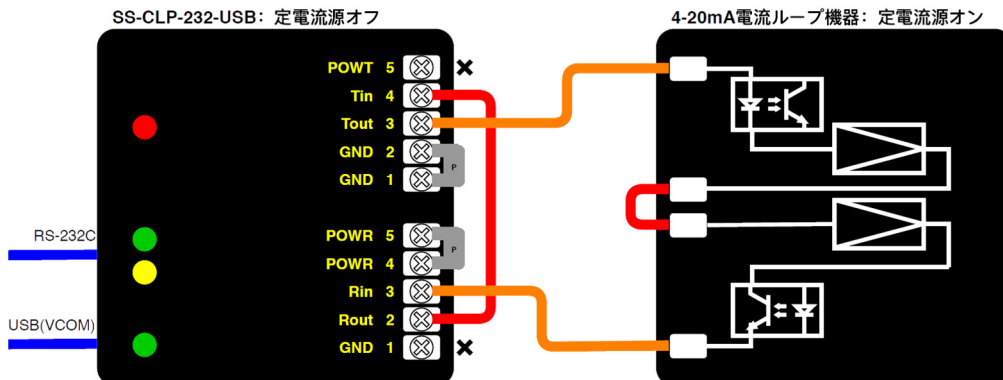 SS-CLP-232-USB: 定電流源オフ
4-20mA電流ループ機器: 定電流源オン
POWT 5
Tin 4
Tout 3
GND 2
GND 1
P
RS-232C
POWR 5
POWR 4
P
Rin 3
Rout 2
USB(VCOM)
GND 1